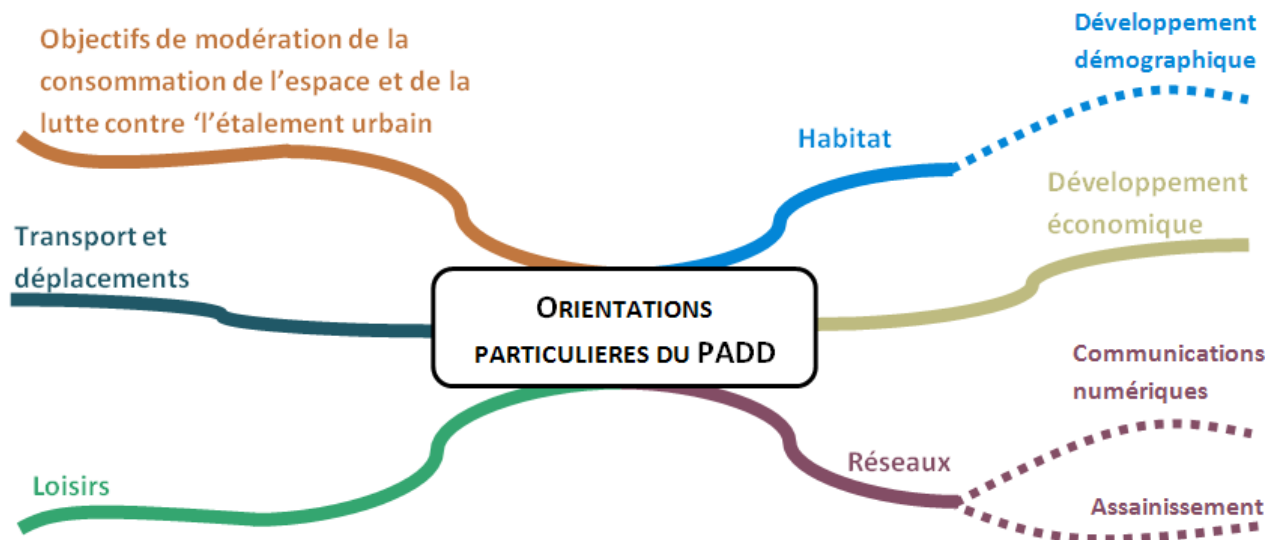 Objectifs de modération de la
consommation de l'espace et de la
lutte contre 'l'étalement urbain
Transport et
déplacements
Loisirs
ORIENTATIONS
PARTICULIERES DU PADD
Habitat
Développement
démographique
Développement
économique
Réseaux
Communications
numériques
Assainissement